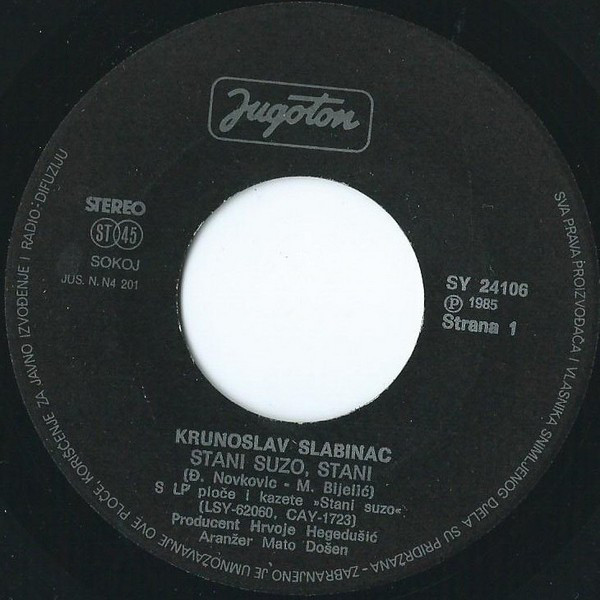 Jugoton
STEREO
ST 45
SOKOJ
JUS. N. N4 201
SY 24106
Ⓟ 1985
Strana 1
KRUNOSLAV SLABINAC
STANI SUZO, STANI
(Đ. Novkovic - M. Bijelić)
S LP ploče i kazete »Stani suzo«
(LSY-62060, CAY-1723)
Producent Hrvoje Hegedušić
Aranžer Mato Došen
SVA PRAVA PROIZVOĐAČA I VLASNIKA SNIMLJENOG DJELA SU PRIDRŽANA - ZABRANJENO JE UMNOŽAVANJE OVE PLOČE, KORIŠĆENJE ZA JAVNO IZVOĐENJE I RADIO-DIFUZIJU